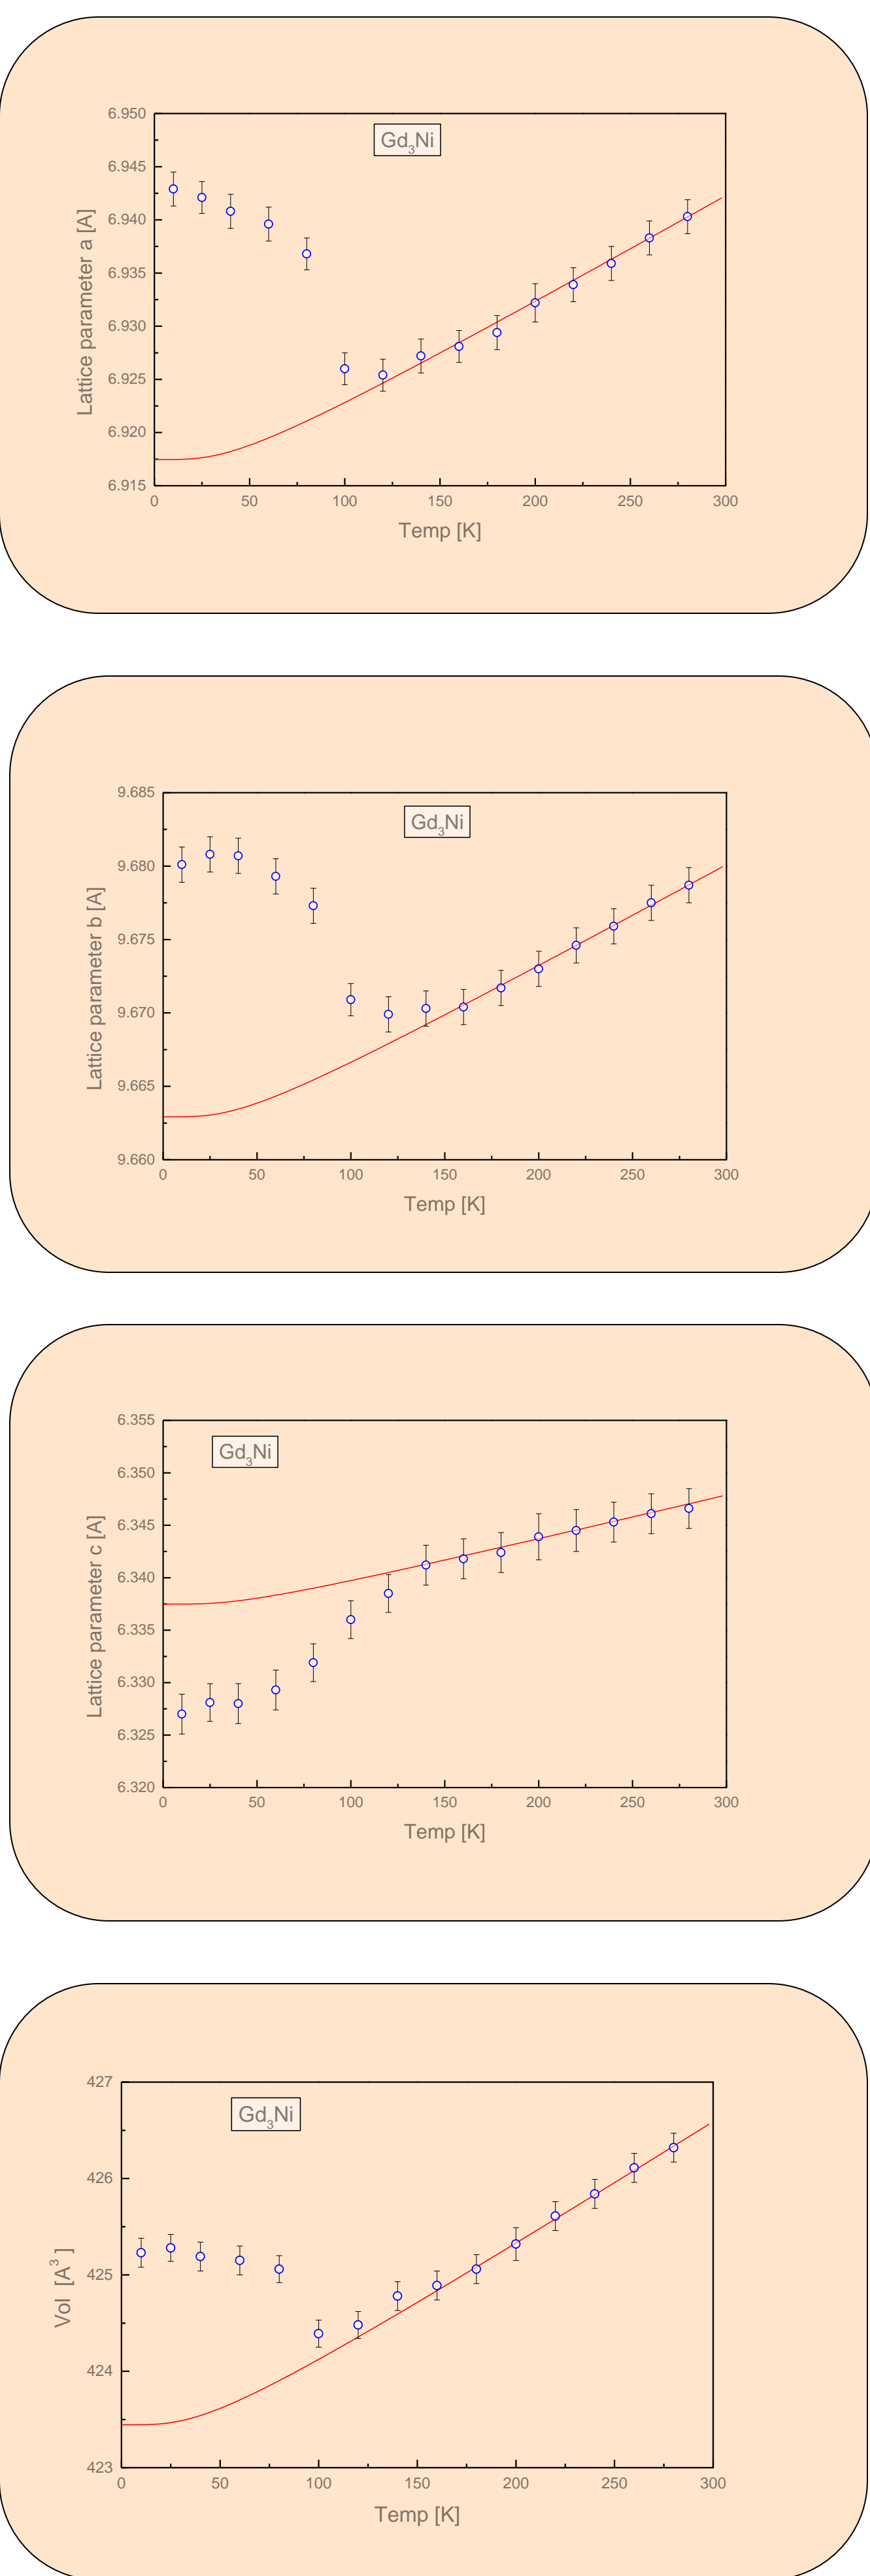 6.950
Gd₃Ni
6.945
6.940
6.935
6.930
6.925
6.920
6.915
Lattice parameter a [A]
0 50 100 150 200 250 300
Temp [K]
9.685
Gd₃Ni
9.680
9.675
9.670
9.665
9.660
Lattice parameter b [A]
0 50 100 150 200 250 300
Temp [K]
6.355
Gd₃Ni
6.350
6.345
6.340
6.335
6.330
6.325
6.320
Lattice parameter c [A]
0 50 100 150 200 250 300
Temp [K]
427
Gd₃Ni
426
425
424
423
Vol [A³]
0 50 100 150 200 250 300
Temp [K]